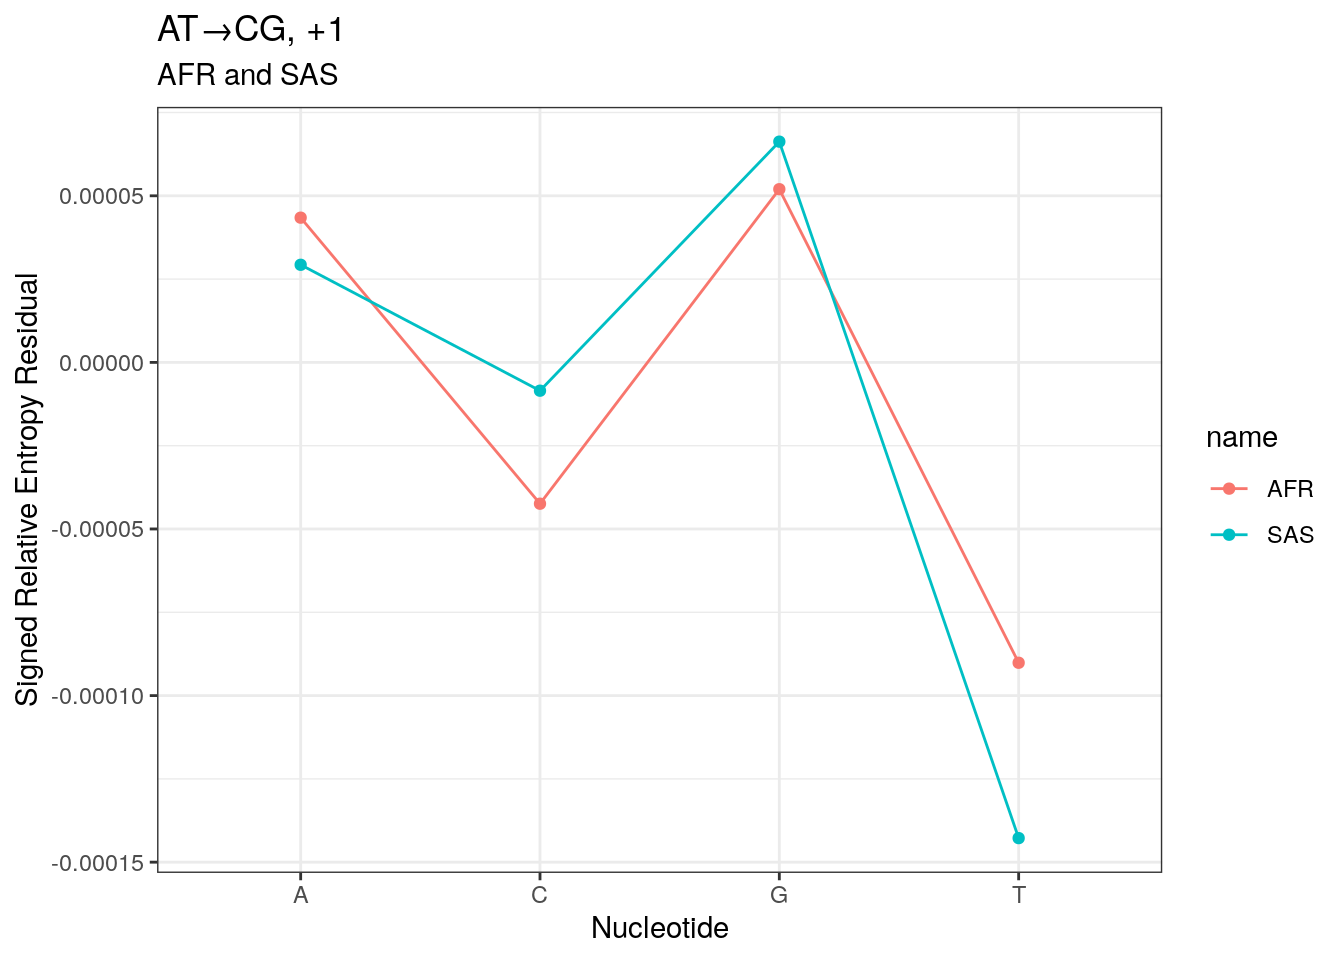 AT→CG, +1
AFR and SAS
Signed Relative Entropy Residual
0.00005
0.00000
-0.00005
-0.00010
-0.00015
A C G T
Nucleotide
name
AFR
SAS